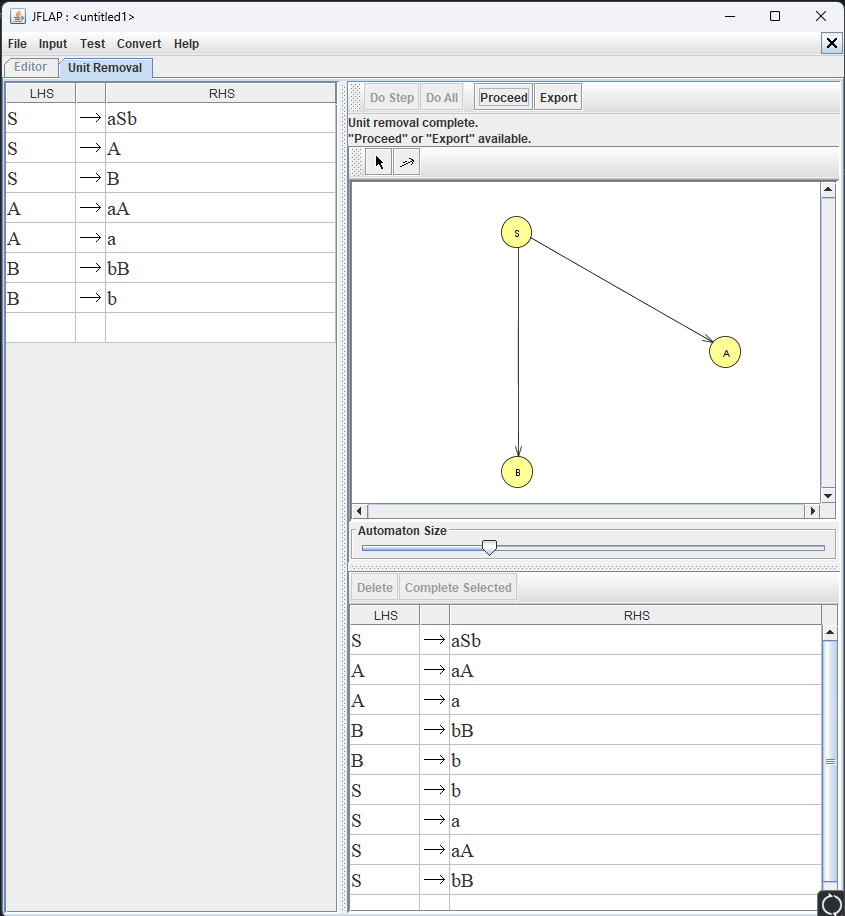 JFLAP : <untitled1>
File Input Test Convert Help
Editor Unit Removal
LHS RHS
S → aSb
S → A
S → B
A → aA
A → a
B → bB
B → b
Do Step Do All Proceed Export
Unit removal complete.
"Proceed" or "Export" available.
S
A
B
Automaton Size
Delete Complete Selected
LHS RHS
S → aSb
A → aA
A → a
B → bB
B → b
S → b
S → a
S → aA
S → bB